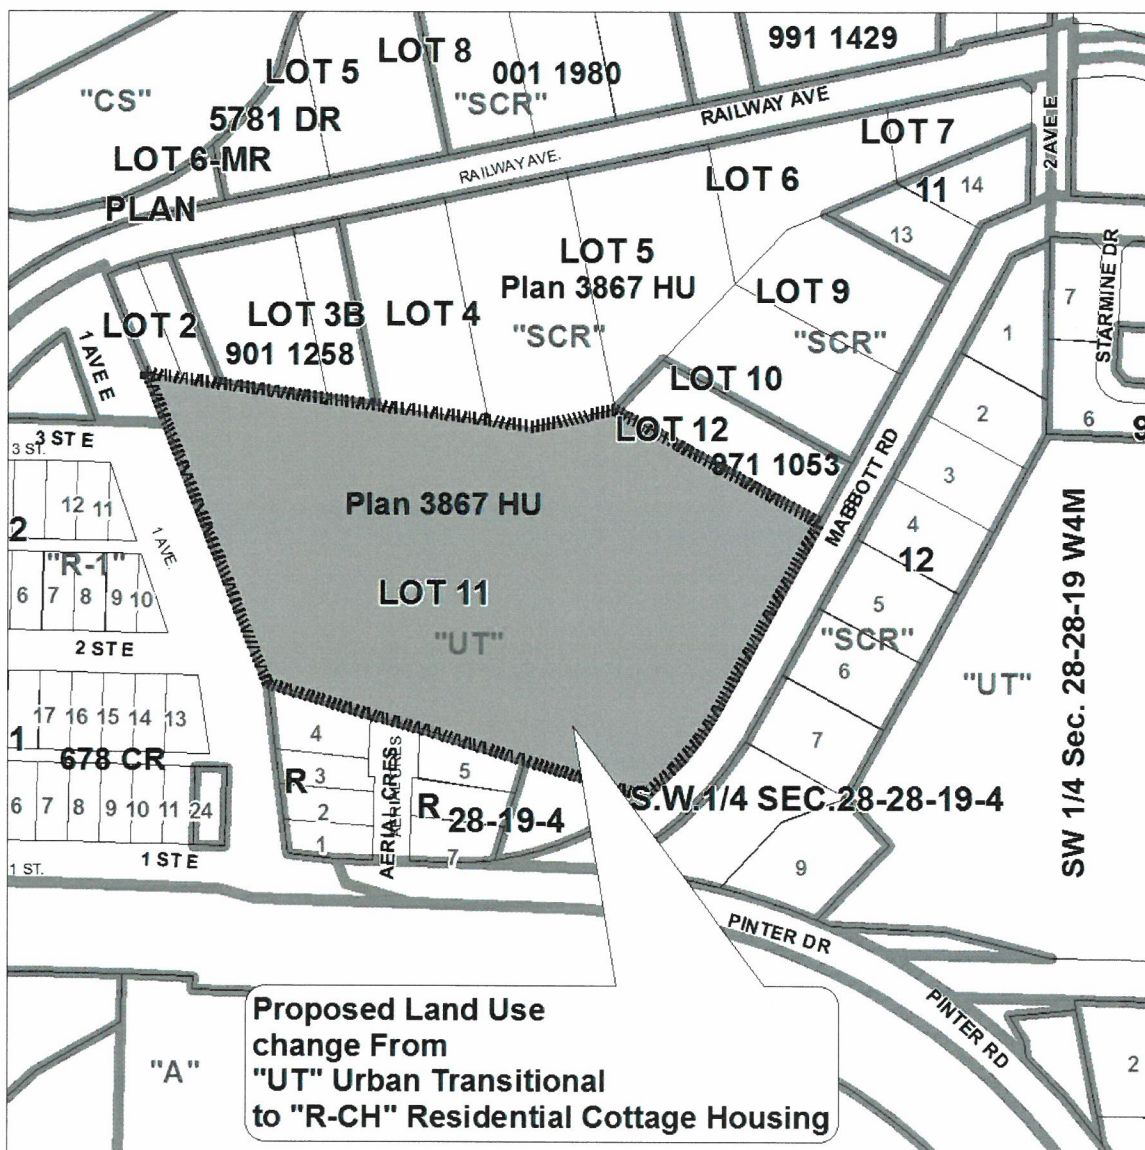 991 1429
LOT 8
LOT 5
001 1980
"CS"
"SCR"
5781 DR
RAILWAY AVE
LOT 7
LOT 6-MR
RAILWAY AVE.
2 AVE E
LOT 6
11
14
PLAN
13
STARMINE DR
LOT 5
Plan 3867 HU
LOT 9
7
LOT 2
LOT 3B
LOT 4
"SCR"
"SCR"
1
901 1258
1 AVE E
LOT 10
2
6
9
LOT 12
3 ST E
3 ST.
971 1053
MABBOTT RD
3
12
11
Plan 3867 HU
2
1 AVE.
4
12
"R-1"
LOT 11
5
6
7
8
9
10
"UT"
"SCR"
2 ST E
6
"UT"
SW 1/4 Sec. 28-28-19 W4M
17
16
15
14
13
4
7
1
678 CR
R
3
AERIAL CRES
AERIAL CRES
5
R
S.W.1/4 SEC.28-28-19-4
6
7
8
9
10
11
24
2
28-19-4
1
7
1 ST E
1 ST.
9
PINTER DR
PINTER RD
"A"
2
Proposed Land Use
change From
"UT" Urban Transitional
to "R-CH" Residential Cottage Housing